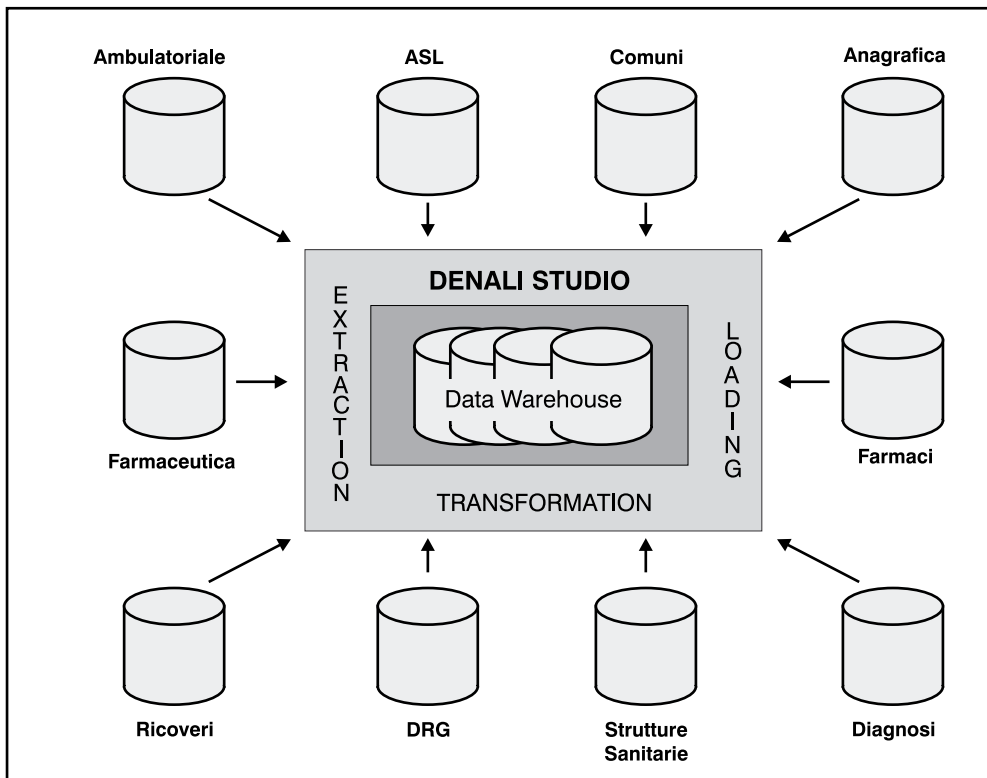 Ambulatoriale
ASL
Comuni
Anagrafica
DENALI STUDIO
EXTRACTION
LOADING
Data Warehouse
TRANSFORMATION
Farmaceutica
Farmaci
Ricoveri
DRG
Strutture
Sanitarie
Diagnosi